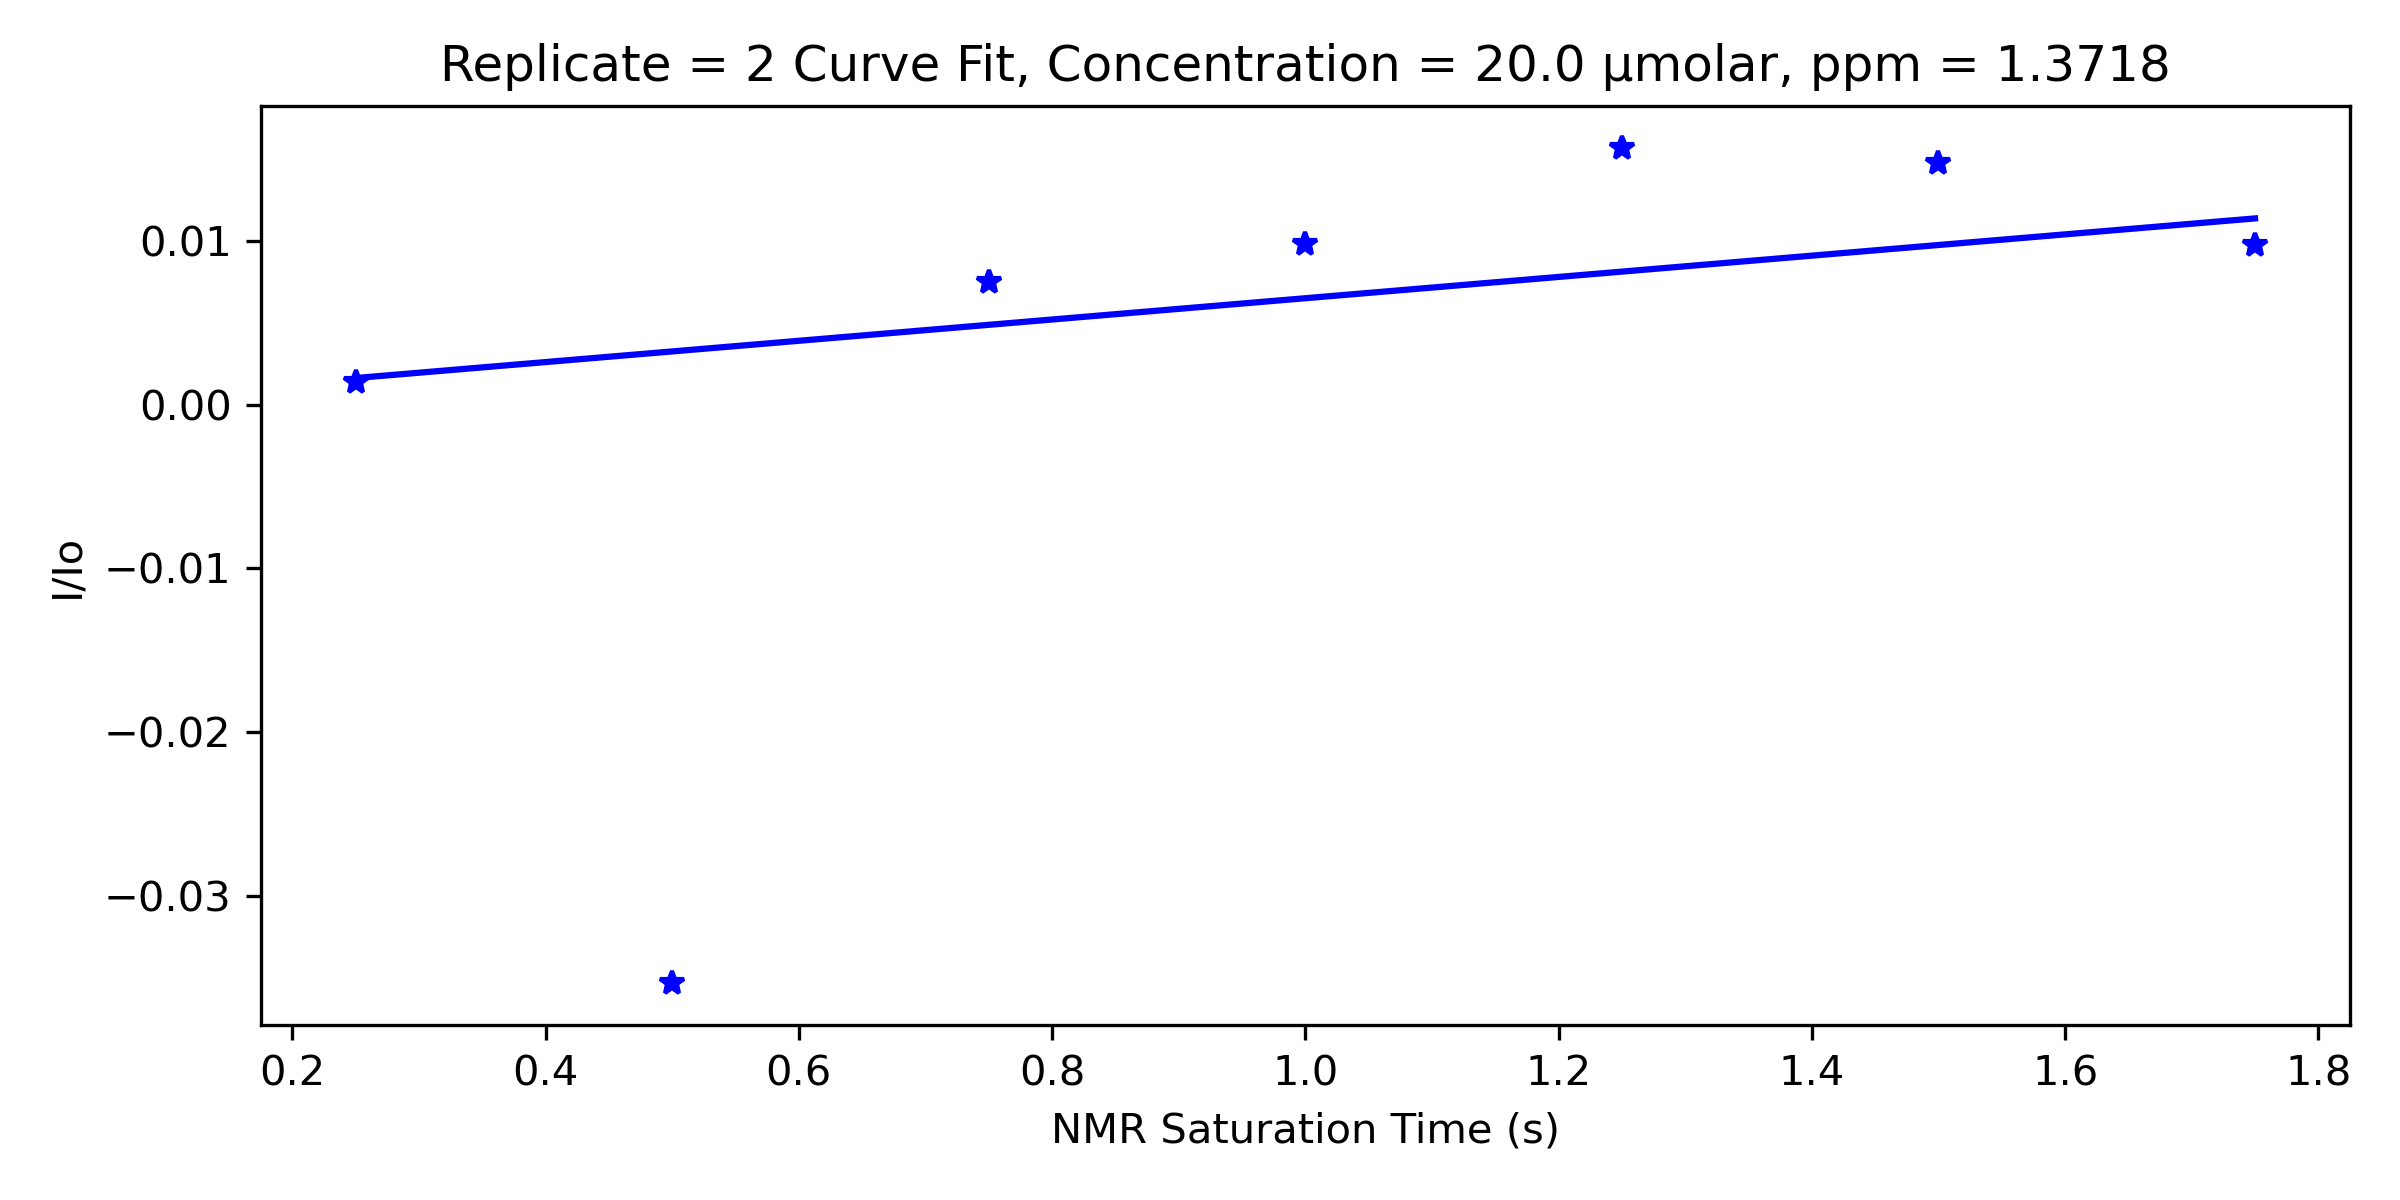 Replicate = 2 Curve Fit, Concentration = 20.0 μmolar, ppm = 1.3718
0.01
0.00
−0.01
−0.02
−0.03
I/Io
0.2 0.4 0.6 0.8 1.0 1.2 1.4 1.6 1.8
NMR Saturation Time (s)